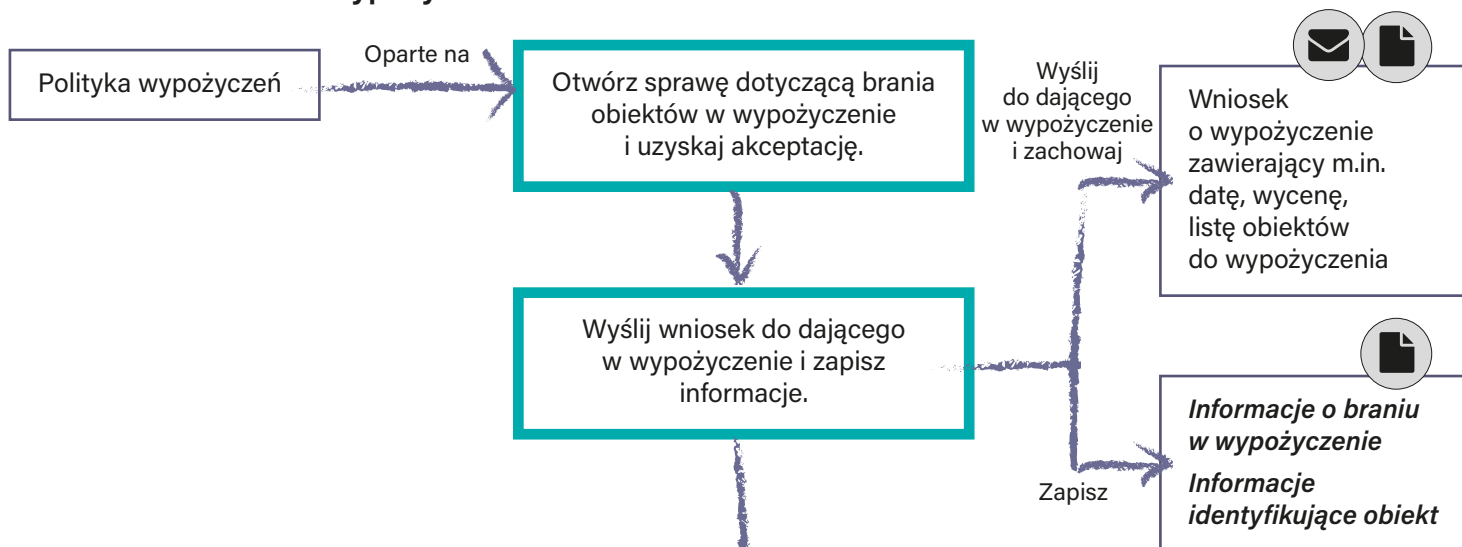 Polityka wypożyczeń
Oparte na
Otwórz sprawę dotyczącą brania
obiektów w wypożyczenie
i uzyskaj akceptację.
Wyślij
do dającego
w wypożyczenie
i zachowaj
Wniosek
o wypożyczenie
zawierający m.in.
datę, wycenę,
listę obiektów
do wypożyczenia
Wyślij wniosek do dającego
w wypożyczenie i zapisz
informacje.
Zapisz
Informacje o braniu
w wypożyczenie
Informacje
identyfikujące obiekt